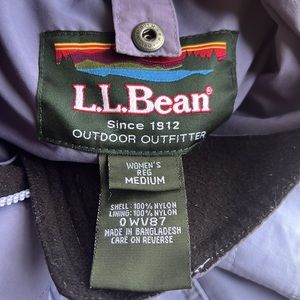 L.L.Bean®
Since 1912
OUTDOOR OUTFITTER
WOMEN'S
REG
MEDIUM
SHELL: 100% NYLON
LINING: 100% NYLON
0WV87
MADE IN BANGLADESH
CARE ON REVERSE